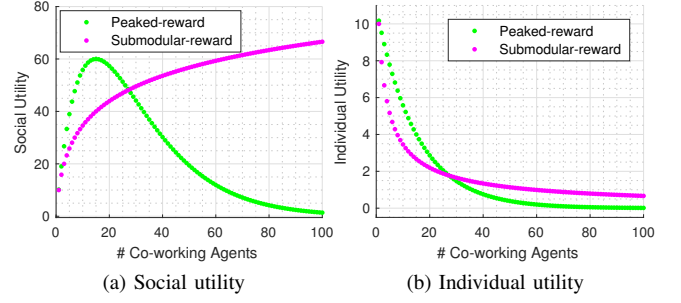 80
60
40
20
0
Social Utility
Peaked-reward
Submodular-reward
0 20 40 60 80 100
# Co-working Agents
(a) Social utility
10
8
6
4
2
0
Individual Utility
Peaked-reward
Submodular-reward
0 20 40 60 80 100
# Co-working Agents
(b) Individual utility